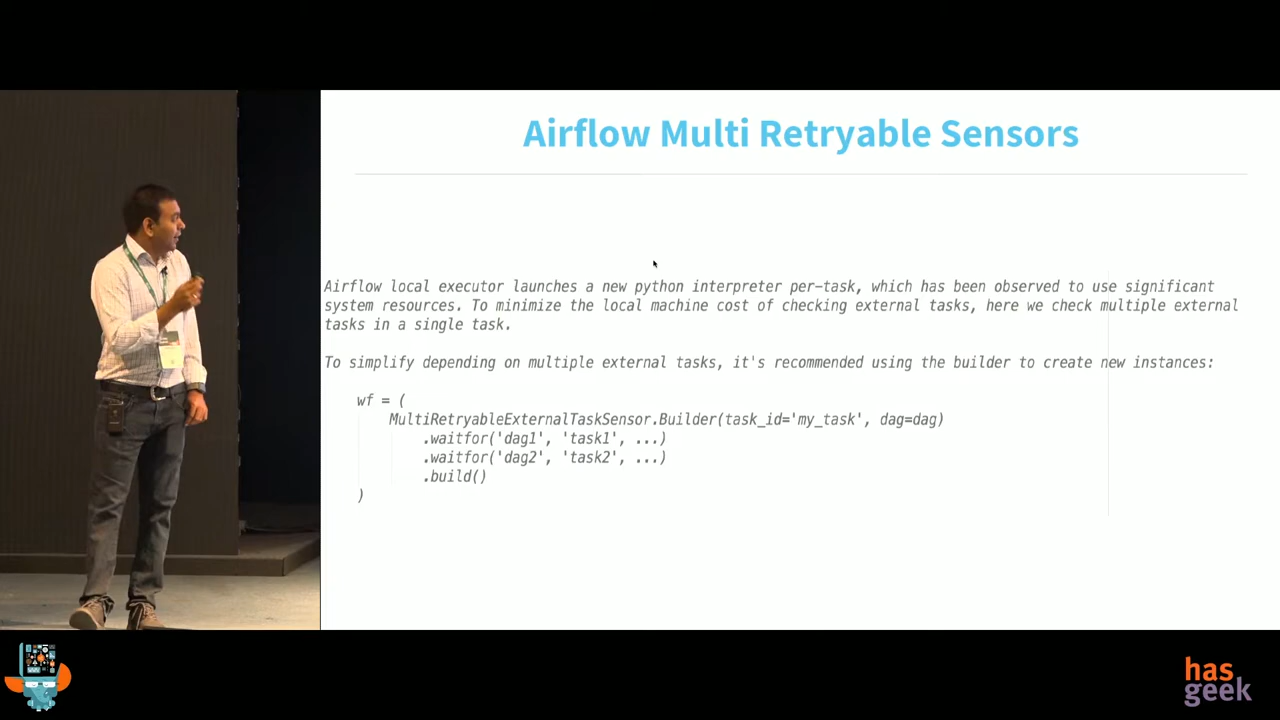 Airflow Multi Retryable Sensors
Airflow local executor launches a new python interpreter per-task, which has been observed to use significant
system resources. To minimize the local machine cost of checking external tasks, here we check multiple external
tasks in a single task.
To simplify depending on multiple external tasks, it's recommended using the builder to create new instances:
wf = (
MultiRetryableExternalTaskSensor.Builder(task_id='my_task', dag=dag)
.waitfor('dag1', 'task1', ...)
.waitfor('dag2', 'task2', ...)
.build()
)
has
geek